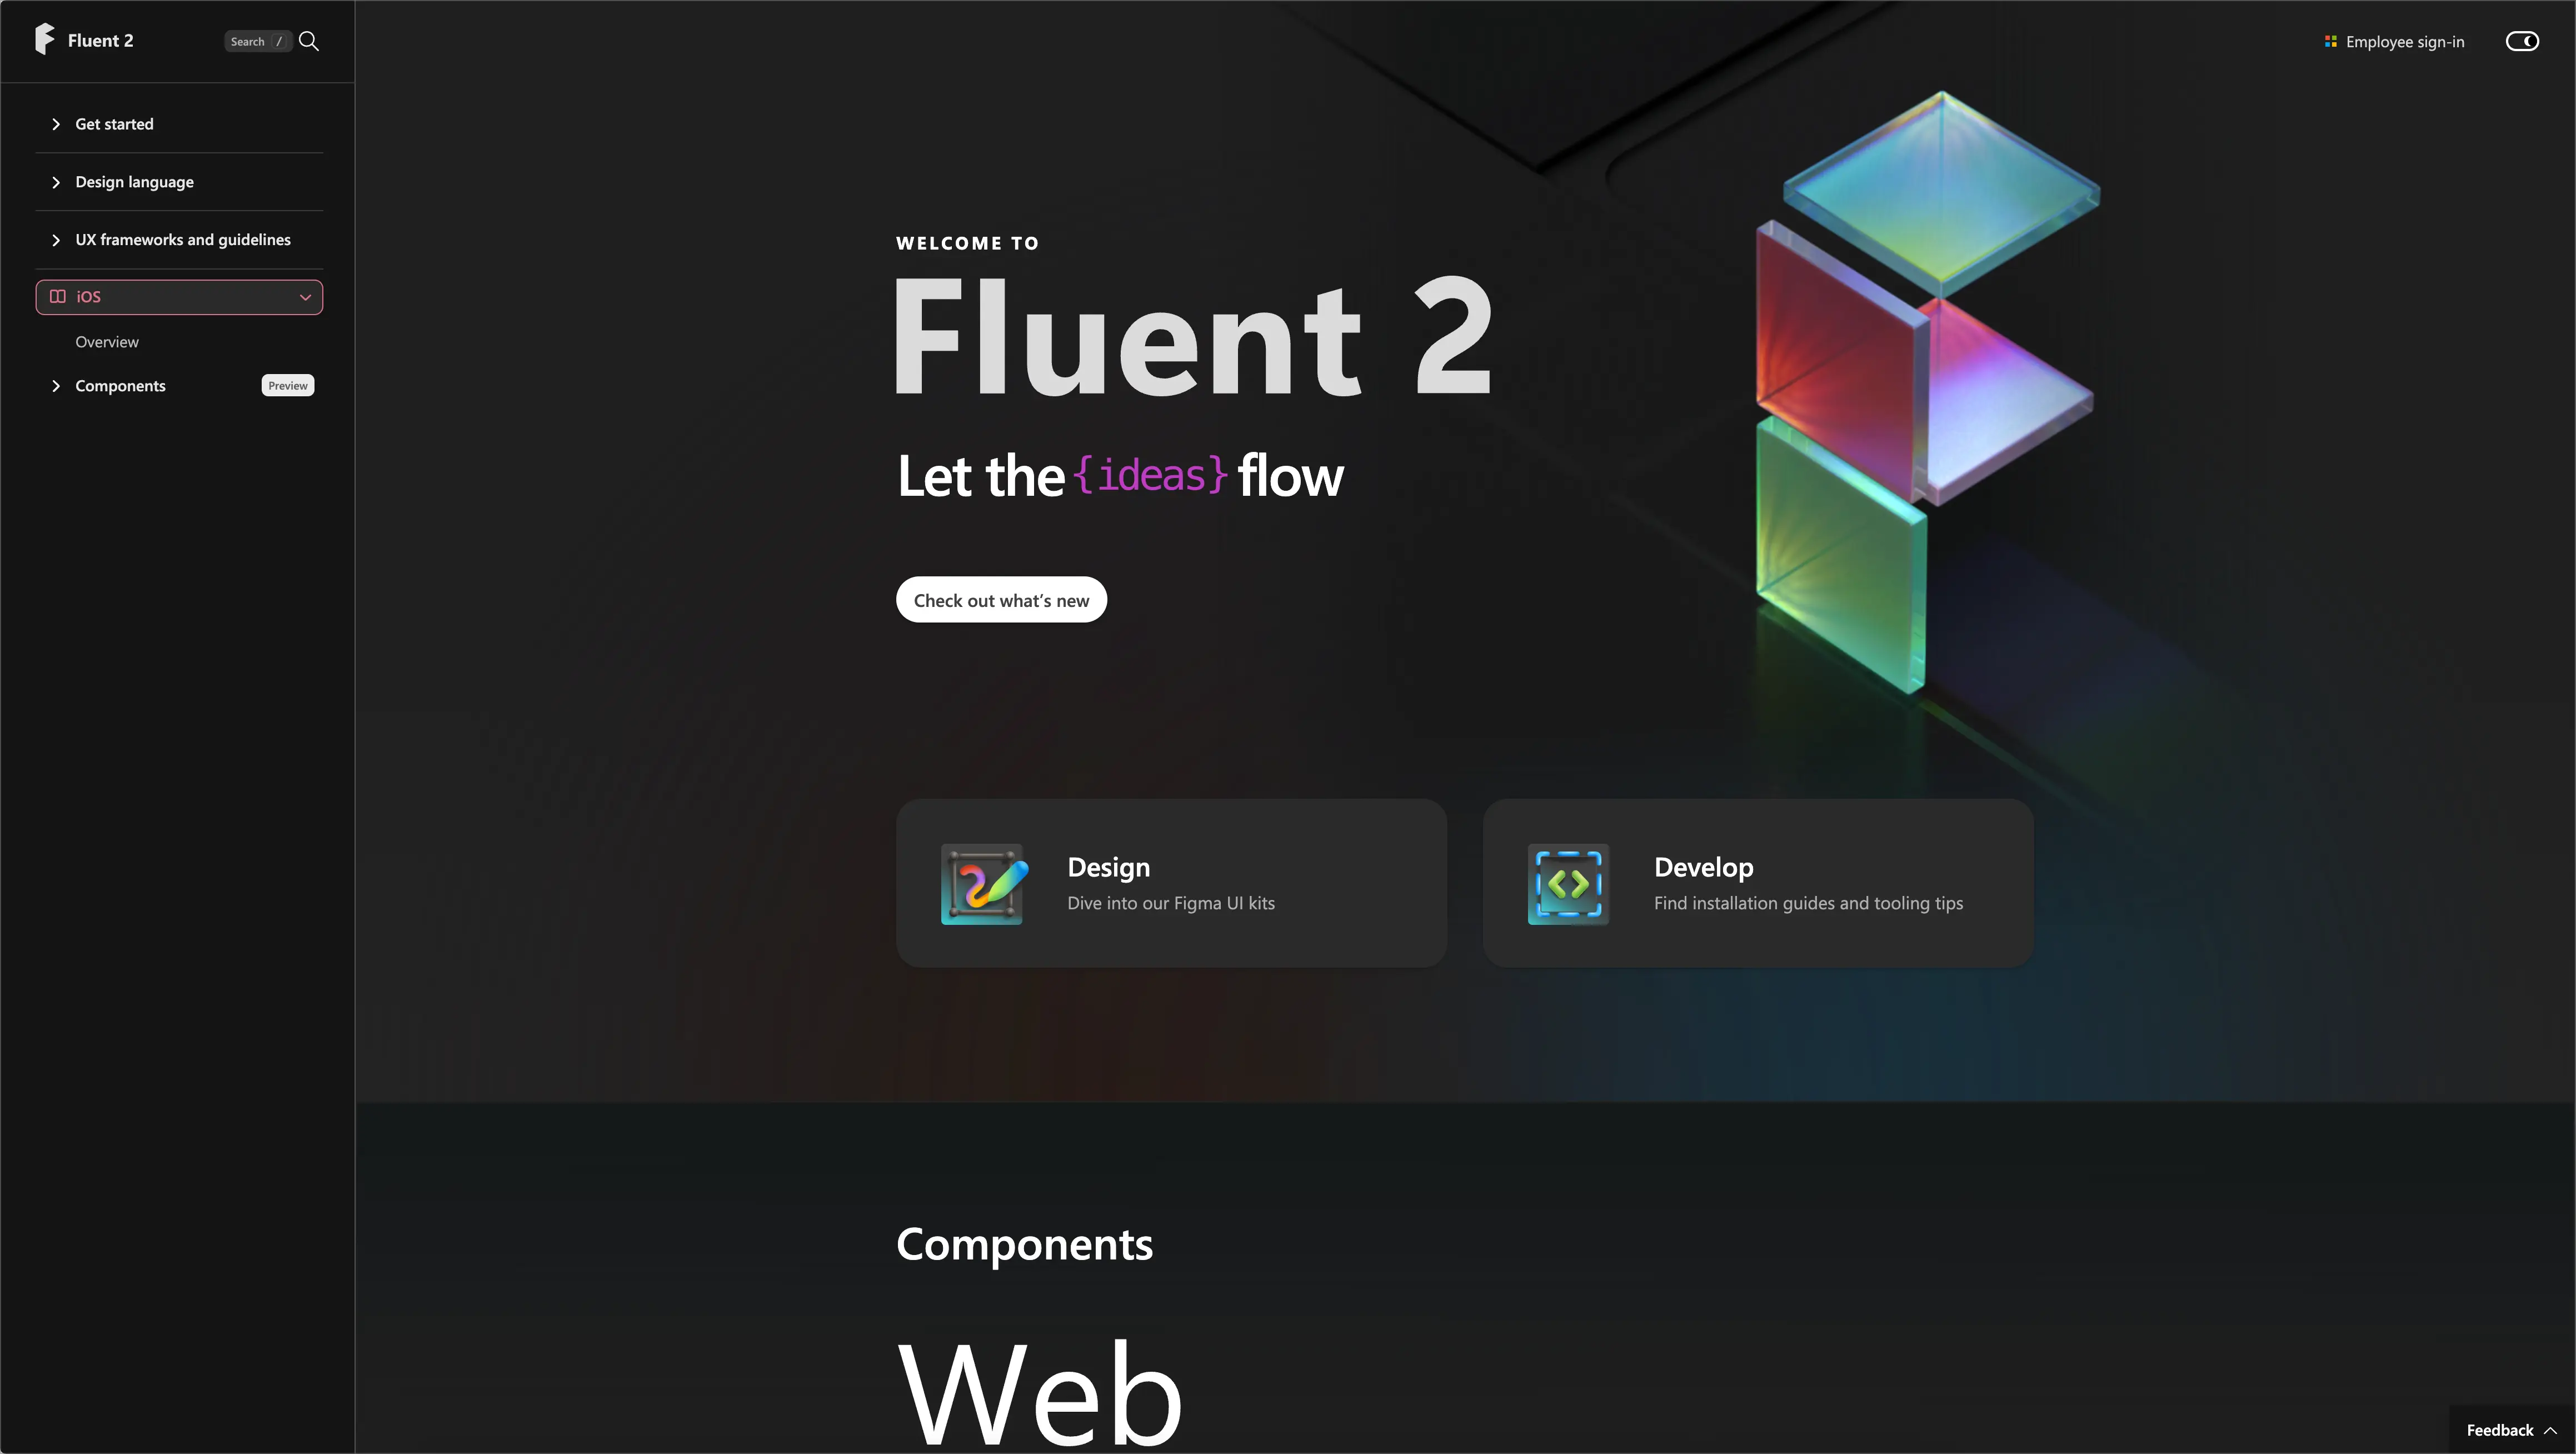 Fluent 2
Search /
Employee sign-in
Get started
Design language
UX frameworks and guidelines
iOS
Overview
Components
Preview
WELCOME TO
Fluent 2
Let the {ideas} flow
Check out what’s new
Design
Dive into our Figma UI kits
Develop
Find installation guides and tooling tips
Components
Web
Feedback